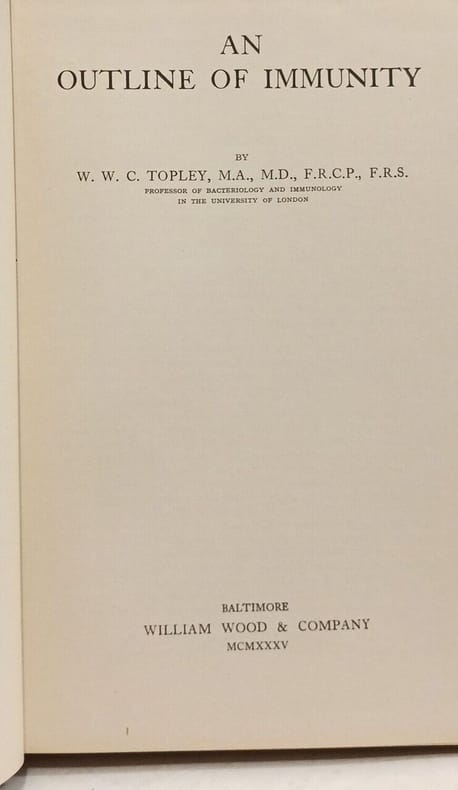 AN
OUTLINE OF IMMUNITY
BY
W. W. C. TOPLEY, M.A., M.D., F.R.C.P., F.R.S.
PROFESSOR OF BACTERIOLOGY AND IMMUNOLOGY
IN THE UNIVERSITY OF LONDON
BALTIMORE
WILLIAM WOOD & COMPANY
MCMXXXV